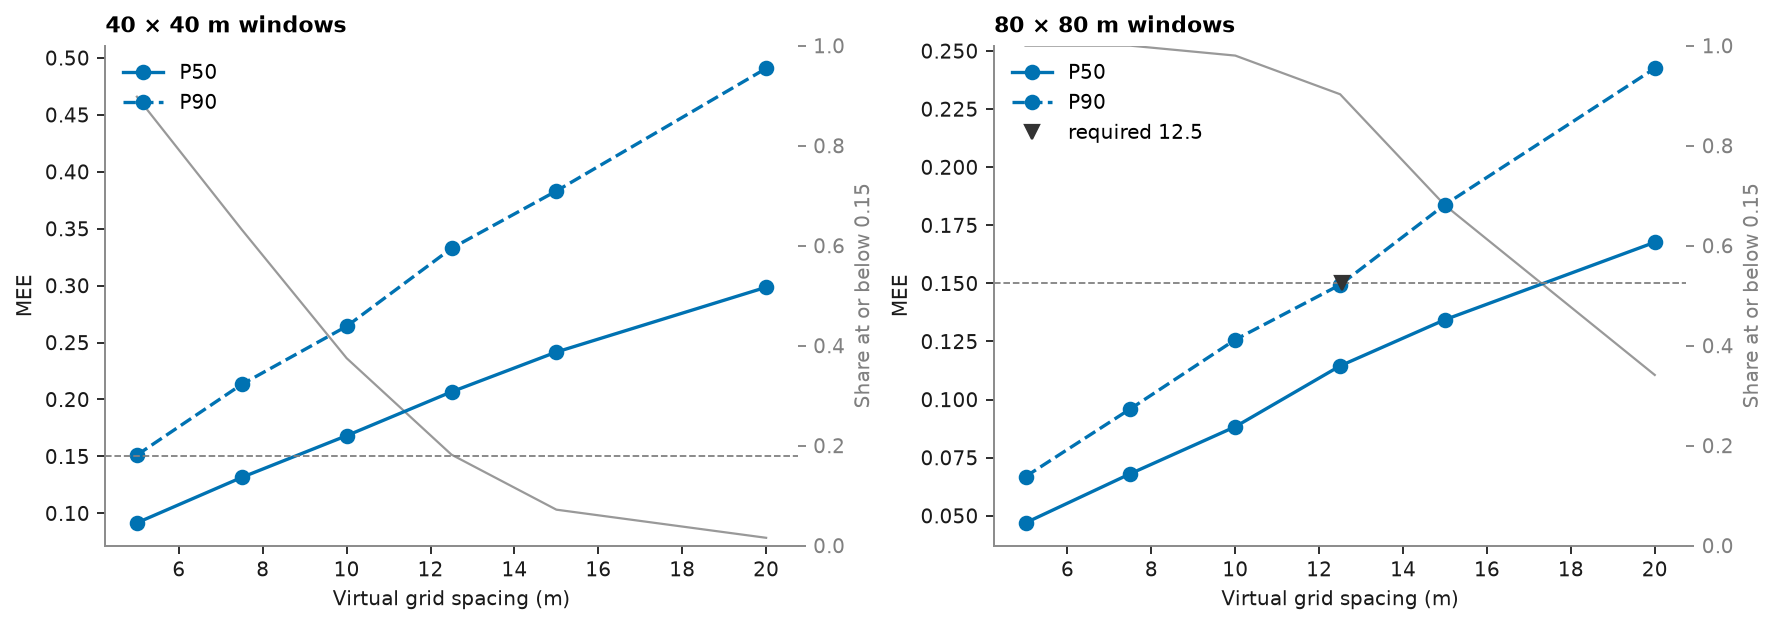 40 × 40 m windows
P50
P90
MEE
0.50
0.45
0.40
0.35
0.30
0.25
0.20
0.15
0.10
6 8 10 12 14 16 18 20
Virtual grid spacing (m)
1.0
0.8
0.6
0.4
0.2
0.0
Share at or below 0.15
80 × 80 m windows
P50
P90
required 12.5
MEE
0.250
0.225
0.200
0.175
0.150
0.125
0.100
0.075
0.050
6 8 10 12 14 16 18 20
Virtual grid spacing (m)
1.0
0.8
0.6
0.4
0.2
0.0
Share at or below 0.15